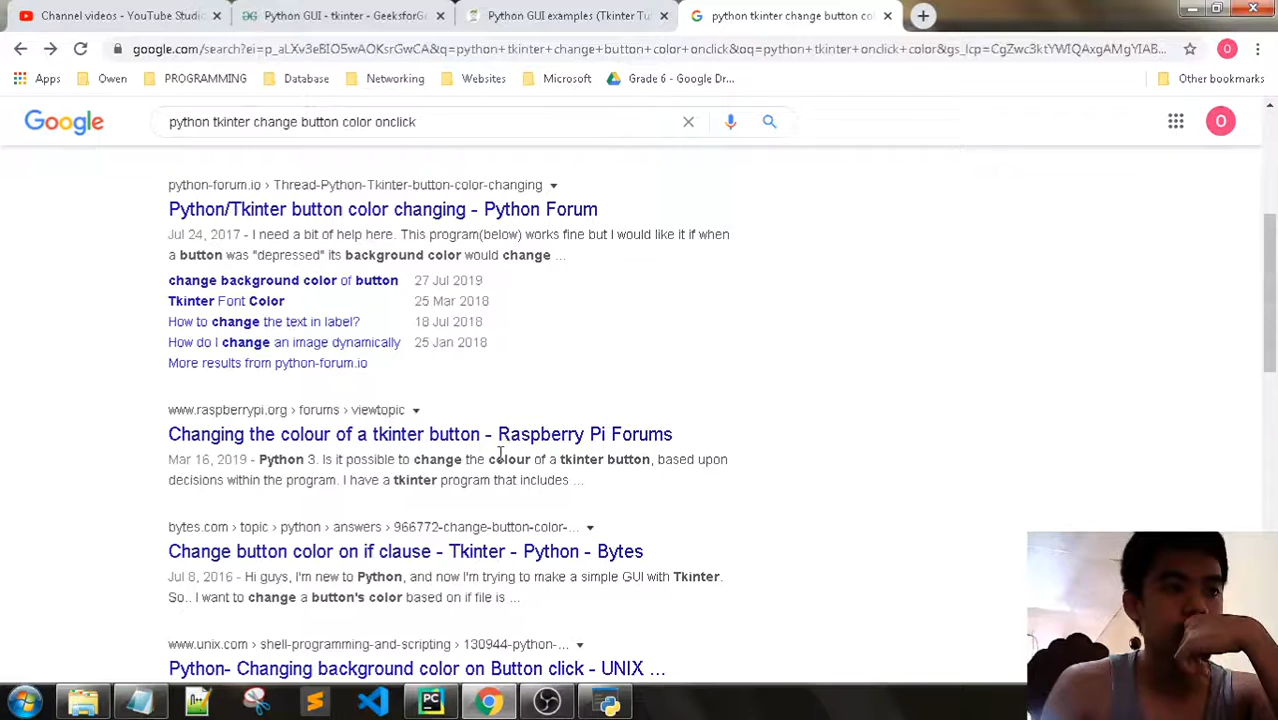 Channel videos - YouTube Studio
Python GUI - tkinter - GeeksforGe
Python GUI examples (Tkinter Tut
python tkinter change button col
google.com/search?ei=p_aLXv3eBIO5wAOKsrGwCA&q=python+tkinter+change+button+color+onclick&oq=python+tkinter+onclick+color&gs_lcp=CgZwc3ktYWIQAxgAMgYIAB...
O
Apps
Owen
PROGRAMMING
Database
Networking
Websites
Microsoft
Grade 6 - Google Dr...
Other bookmarks
Google
python tkinter change button color onclick
O
python-forum.io › Thread-Python-Tkinter-button-color-changing
Python/Tkinter button color changing - Python Forum
Jul 24, 2017 - I need a bit of help here. This program(below) works fine but I would like it if when
a button was "depressed" its background color would change ...
change background color of button 27 Jul 2019
Tkinter Font Color 25 Mar 2018
How to change the text in label? 18 Jul 2018
How do I change an image dynamically 25 Jan 2018
More results from python-forum.io
www.raspberrypi.org › forums › viewtopic
Changing the colour of a tkinter button - Raspberry Pi Forums
Mar 16, 2019 - Python 3. Is it possible to change the colour of a tkinter button, based upon
decisions within the program. I have a tkinter program that includes ...
bytes.com › topic › python › answers › 966772-change-button-color-...
Change button color on if clause - Tkinter - Python - Bytes
Jul 8, 2016 - Hi guys, I'm new to Python, and now I'm trying to make a simple GUI with Tkinter.
So.. I want to change a button's color based on if file is ...
www.unix.com › shell-programming-and-scripting › 130944-python-...
Python- Changing background color on Button click - UNIX ...
PC